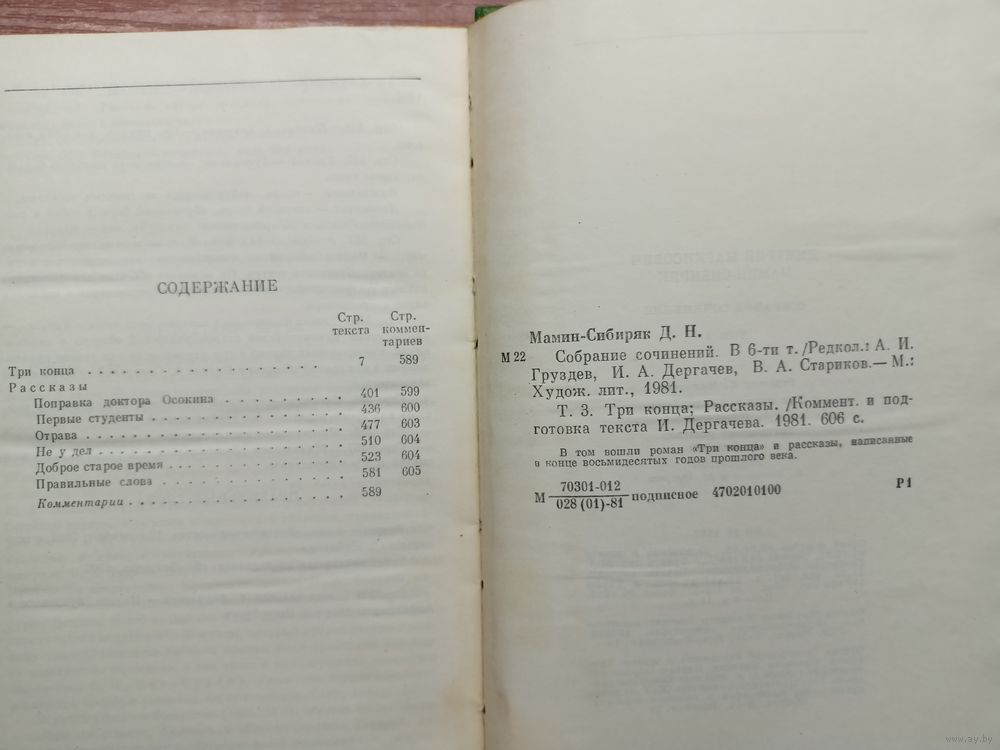 СОДЕРЖАНИЕ
Стр. текста Стр. коммен-тариев
Три конца . . . . . . . . . . . . . . . . 7 589
Рассказы
Поправка доктора Осокина . . . . . . . . . 401 599
Первые студенты . . . . . . . . . . . . . 436 600
Отрава . . . . . . . . . . . . . . . . . 477 603
Не у дел . . . . . . . . . . . . . . . . 510 604
Доброе старое время . . . . . . . . . . . 523 604
Правильные слова . . . . . . . . . . . . 581 605
Комментарии . . . . . . . . . . . . . . . 589
Мамин-Сибиряк Д. Н.
М 22 Собрание сочинений. В 6-ти т. /Редкол.: А. И.
Груздев, И. А. Дергачев, В. А. Стариков.— М.:
Худож. лит., 1981.
Т. 3. Три конца; Рассказы. /Коммент. и под-
готовка текста И. Дергачева. 1981. 606 с.
В том вошли роман «Три конца» и рассказы, написанные
в конце восьмидесятых годов прошлого века.
М 70301-012 / 028 (01)-81 подписное 4702010100 Р1
www.ay.by